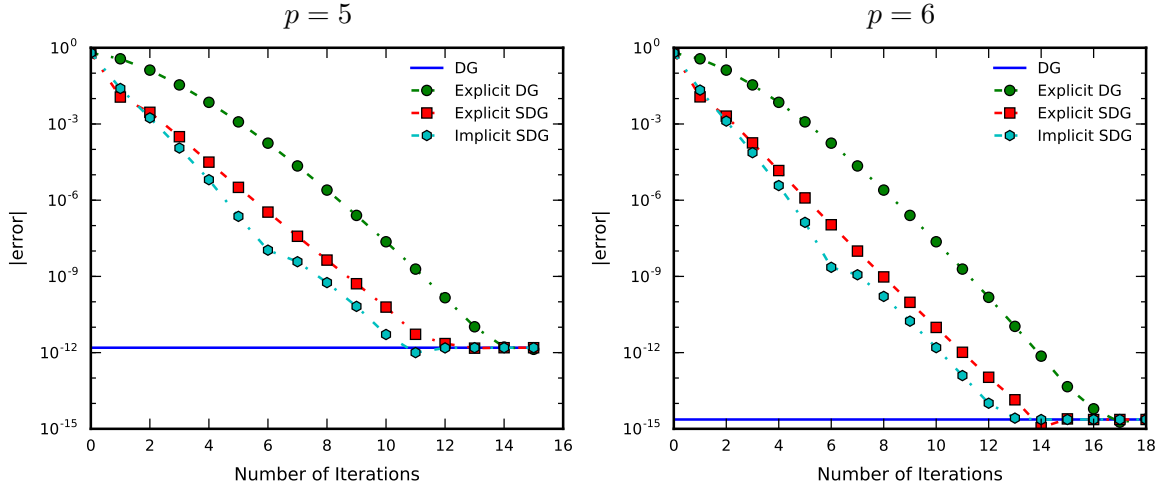 p = 5
10^0
10^-3
10^-6
10^-9
10^-12
10^-15
|error|
DG
Explicit DG
Explicit SDG
Implicit SDG
0 2 4 6 8 10 12 14 16
Number of Iterations
p = 6
10^0
10^-3
10^-6
10^-9
10^-12
10^-15
|error|
DG
Explicit DG
Explicit SDG
Implicit SDG
0 2 4 6 8 10 12 14 16 18
Number of Iterations